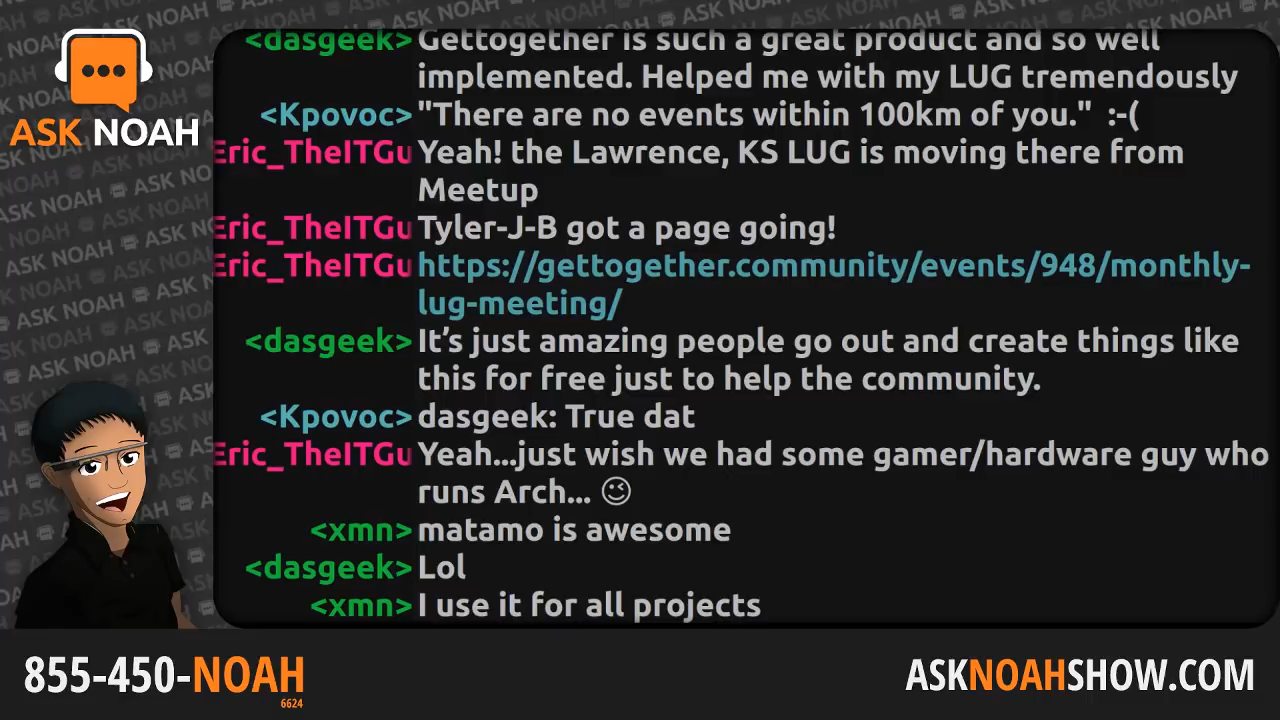 ASK NOAH
<dasgeek> Gettogether is such a great product and so well
implemented. Helped me with my LUG tremendously
<Kpovoc> "There are no events within 100km of you."  :-(
Eric_TheITGu Yeah! the Lawrence, KS LUG is moving there from
Meetup
Eric_TheITGu Tyler-J-B got a page going!
Eric_TheITGu https://gettogether.community/events/948/monthly-
lug-meeting/
<dasgeek> It’s just amazing people go out and create things like
this for free just to help the community.
<Kpovoc> dasgeek: True dat
Eric_TheITGu Yeah...just wish we had some gamer/hardware guy who
runs Arch... 😉
<xmn> matamo is awesome
<dasgeek> Lol
<xmn> I use it for all projects
855-450-NOAH
6624
ASKNOAHSHOW.COM